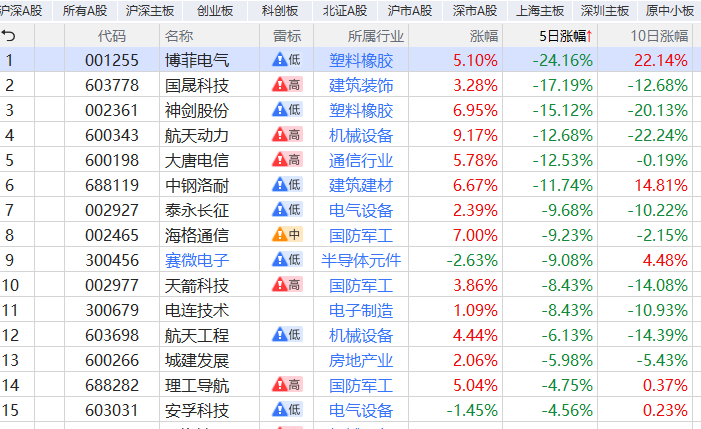 沪深A股 所有A股 沪深主板 创业板 科创板 北证A股 沪市A股 深市A股 上海主板 深圳主板 原中小板
代码 名称 雷标 所属行业 涨幅 5日涨幅↑ 10日涨幅
1 001255 博菲电气 低 塑料橡胶 5.10% -24.16% 22.14%
2 603778 国晟科技 高 建筑装饰 3.28% -17.19% -12.68%
3 002361 神剑股份 低 塑料橡胶 6.95% -15.12% -20.13%
4 600343 航天动力 高 机械设备 9.17% -12.68% -22.24%
5 600198 大唐电信 高 通信行业 5.78% -12.53% -0.19%
6 688119 中钢洛耐 低 建筑建材 6.67% -11.74% 14.81%
7 002927 泰永长征 低 电气设备 2.39% -9.68% -10.22%
8 002465 海格通信 中 国防军工 7.00% -9.23% -2.15%
9 300456 赛微电子 低 半导体元件 -2.63% -9.08% 4.48%
10 002977 天箭科技 高 国防军工 3.86% -8.43% -14.08%
11 300679 电连技术 电子制造 1.09% -8.43% -10.93%
12 603698 航天工程 低 机械设备 4.44% -6.13% -14.39%
13 600266 城建发展 房地产业 2.06% -5.98% -5.43%
14 688282 理工导航 高 国防军工 5.04% -4.75% 0.37%
15 603031 安孚科技 低 电气设备 -1.45% -4.56% 0.23%